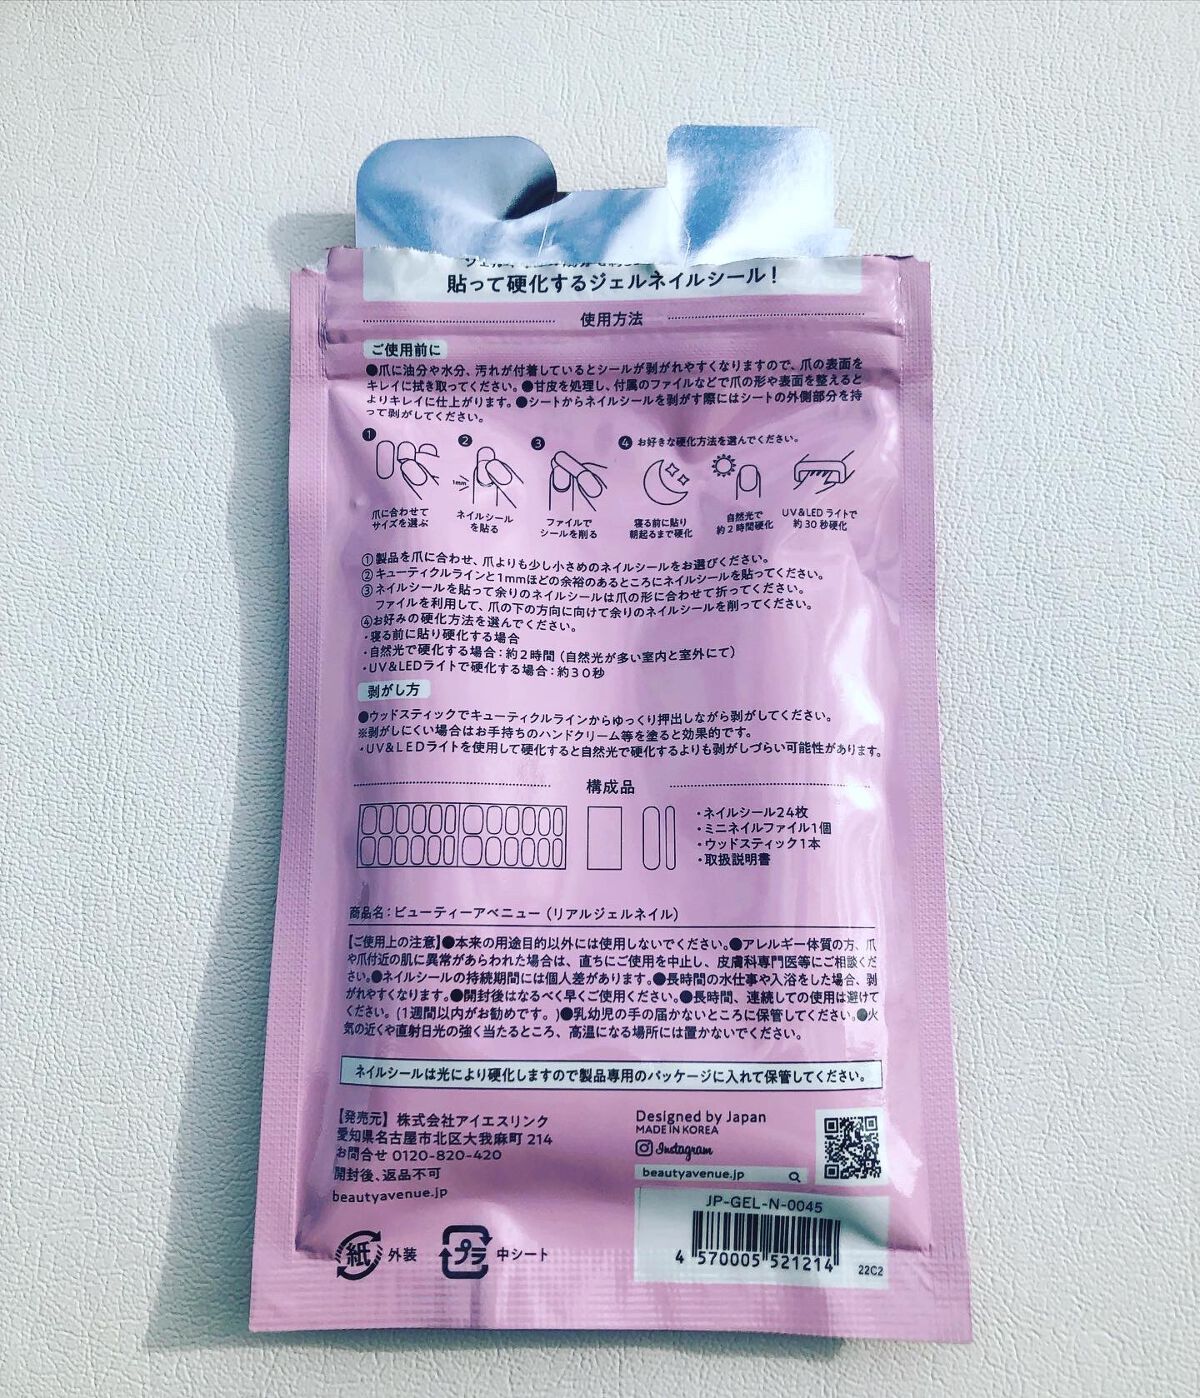 貼って硬化するジェルネイルシール!
使用方法
ご使用前に
●爪に油分や水分、汚れが付着しているとシールが剥がれやすくなりますので、爪の表面を
キレイに拭き取ってください。●甘皮を処理し、付属のファイルなどで爪の形や表面を整えると
よりキレイに仕上がります。●シートからネイルシールを剥がす際にはシートの外側部分を持
って剥がしてください。
❶
❷
❸
❹ お好きな硬化方法を選んでください。
1mm
爪に合わせて
サイズを選ぶ
ネイルシール
を貼る
ファイルで
シールを削る
寝る前に貼り
朝起るまで硬化
自然光で
約2時間硬化
UV&LEDライトで
約30秒硬化
①製品を爪に合わせ、爪よりも少し小さめのネイルシールをお選びください。
②キューティクルラインと1mmほどの余裕のあるところにネイルシールを貼ってください。
③ネイルシールを貼って余りのネイルシールは爪の形に合わせて折ってください。
ファイルを利用して、爪の下の方向に向けて余りのネイルシールを削ってください。
④お好みの硬化方法を選んでください。
・寝る前に貼り硬化する場合
・自然光で硬化する場合:約2時間(自然光が多い室内と室外にて)
・UV&LEDライトで硬化する場合:約30秒
剥がし方
●ウッドスティックでキューティクルラインからゆっくり押出しながら剥がしてください。
※剥がしにくい場合はお手持ちのハンドクリーム等を塗ると効果的です。
・UV&LEDライトを使用して硬化すると自然光で硬化するよりも剥がしづらい可能性があります。
構成品
・ネイルシール24枚
・ミニネイルファイル1個
・ウッドスティック1本
・取扱説明書
商品名:ビューティーアベニュー(リアルジェルネイル)
【ご使用上の注意】●本来の用途目的以外には使用しないでください。●アレルギー体質の方、爪
や爪付近の肌に異常があらわれた場合は、直ちにご使用を中止し、皮膚科専門医等にご相談くだ
さい。●ネイルシールの持続期間には個人差があります。●長時間の水仕事や入浴をした場合、剥
がれやすくなります。●開封後はなるべく早くご使用ください。●長時間、連続しての使用は避けて
ください。(1週間以内がお勧めです。)●乳幼児の手の届かないところに保管してください。●火
気の近くや直射日光の強く当たるところ、高温になる場所には置かないでください。
ネイルシールは光により硬化しますので製品専用のパッケージに入れて保管してください。
【発売元】株式会社アイエスリンク
愛知県名古屋市北区大我麻町 214
お問合せ 0120-820-420
開封後、返品不可
beautyavenue.jp
Designed by Japan
MADE IN KOREA
Instagram
beautyavenue.jp
JP-GEL-N-0045
4 570005 521214
22C2
紙 外装
プラ 中シート